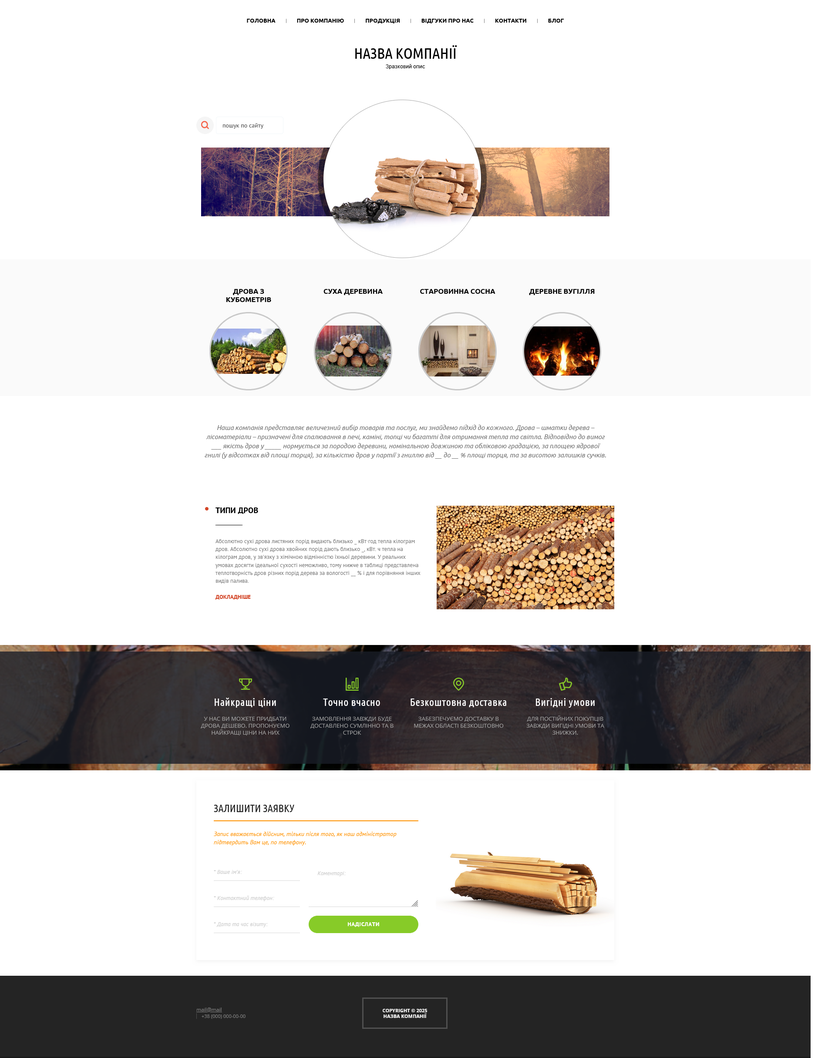 ГОЛОВНА | ПРО КОМПАНІЮ | ПРОДУКЦІЯ | ВІДГУКИ ПРО НАС | КОНТАКТИ | БЛОГ
НАЗВА КОМПАНІЇ
Зразковий опис
пошук по сайту
ДРОВА З
КУБОМЕТРІВ
СУХА ДЕРЕВИНА
СТАРОВИННА СОСНА
ДЕРЕВНЕ ВУГІЛЛЯ
Наша компанія представляє величезний вибір товарів та послуг, ми знайдемо підхід до кожного. Дрова – шматки дерева –
лісоматеріали – призначені для спалювання в печі, каміні, топці чи багатті для отримання тепла та світла. Відповідно до вимог
___ якість дров у _____ нормується за породою деревини, номінальною довжиною та обліковою градацією, за площею ядрової
гнилі (у відсотках від площі торця), за кількістю дров у партії з гниллю від __ до __ % площі торця, та за висотою залишків сучків.
ТИПИ ДРОВ
Абсолютно сухі дрова листяних порід видають близько _ кВт год тепла кілограм
дров. Абсолютно сухі дрова хвойних порід дають близько _, кВт. ч тепла на
кілограм дров, у зв'язку з хімічною відмінністю їхньої деревини. У реальних
умовах досягти ідеальної сухості неможливо, тому нижче в таблиці представлена
теплотворність дров різних порід дерева за вологості __ % і для порівняння інших
видів палива.
ДОКЛАДНІШЕ
Найкращі ціни
У НАС ВИ МОЖЕТЕ ПРИДБАТИ
ДРОВА ДЕШЕВО. ПРОПОНУЄМО
НАЙКРАЩІ ЦІНИ НА НИХ
Точно вчасно
ЗАМОВЛЕННЯ ЗАВЖДИ БУДЕ
ДОСТАВЛЕНО СУМЛІННО ТА В
СТРОК
Безкоштовна доставка
ЗАБЕЗПЕЧУЄМО ДОСТАВКУ В
МЕЖАХ ОБЛАСТІ БЕЗКОШТОВНО
Вигідні умови
ДЛЯ ПОСТІЙНИХ ПОКУПЦІВ
ЗАВЖДИ ВИГІДНІ УМОВИ ТА
ЗНИЖКИ.
ЗАЛИШИТИ ЗАЯВКУ
Запис вважається дійсним, тільки після того, як наш адміністратор
підтвердить Вам це, по телефону.
* Ваше ім'я:
Коментар:
* Контактний телефон:
* Дата та час візиту:
НАДІСЛАТИ
mail@mail
+38 (000) 000-00-00
COPYRIGHT © 2025
НАЗВА КОМПАНІЇ